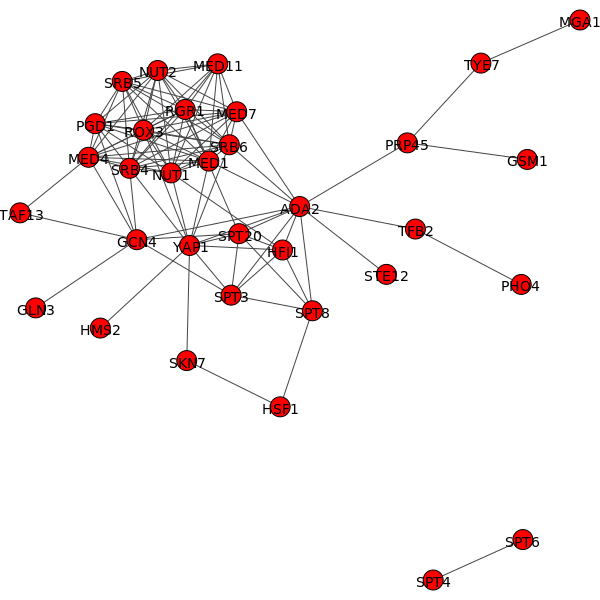 MGA1
TYE7
MED11
NUT2
SRB5
RGR1
MED7
PGD1
ROX3
PRP45
SRB6
MED4
MED1
GSM1
SRB4
NUT1
ADA2
TAF13
TFB2
GCN4
YAP1
SPT20
HFI1
STE12
PHO4
SPT3
GLN3
SPT8
HMS2
SKN7
HSF1
SPT6
SPT4